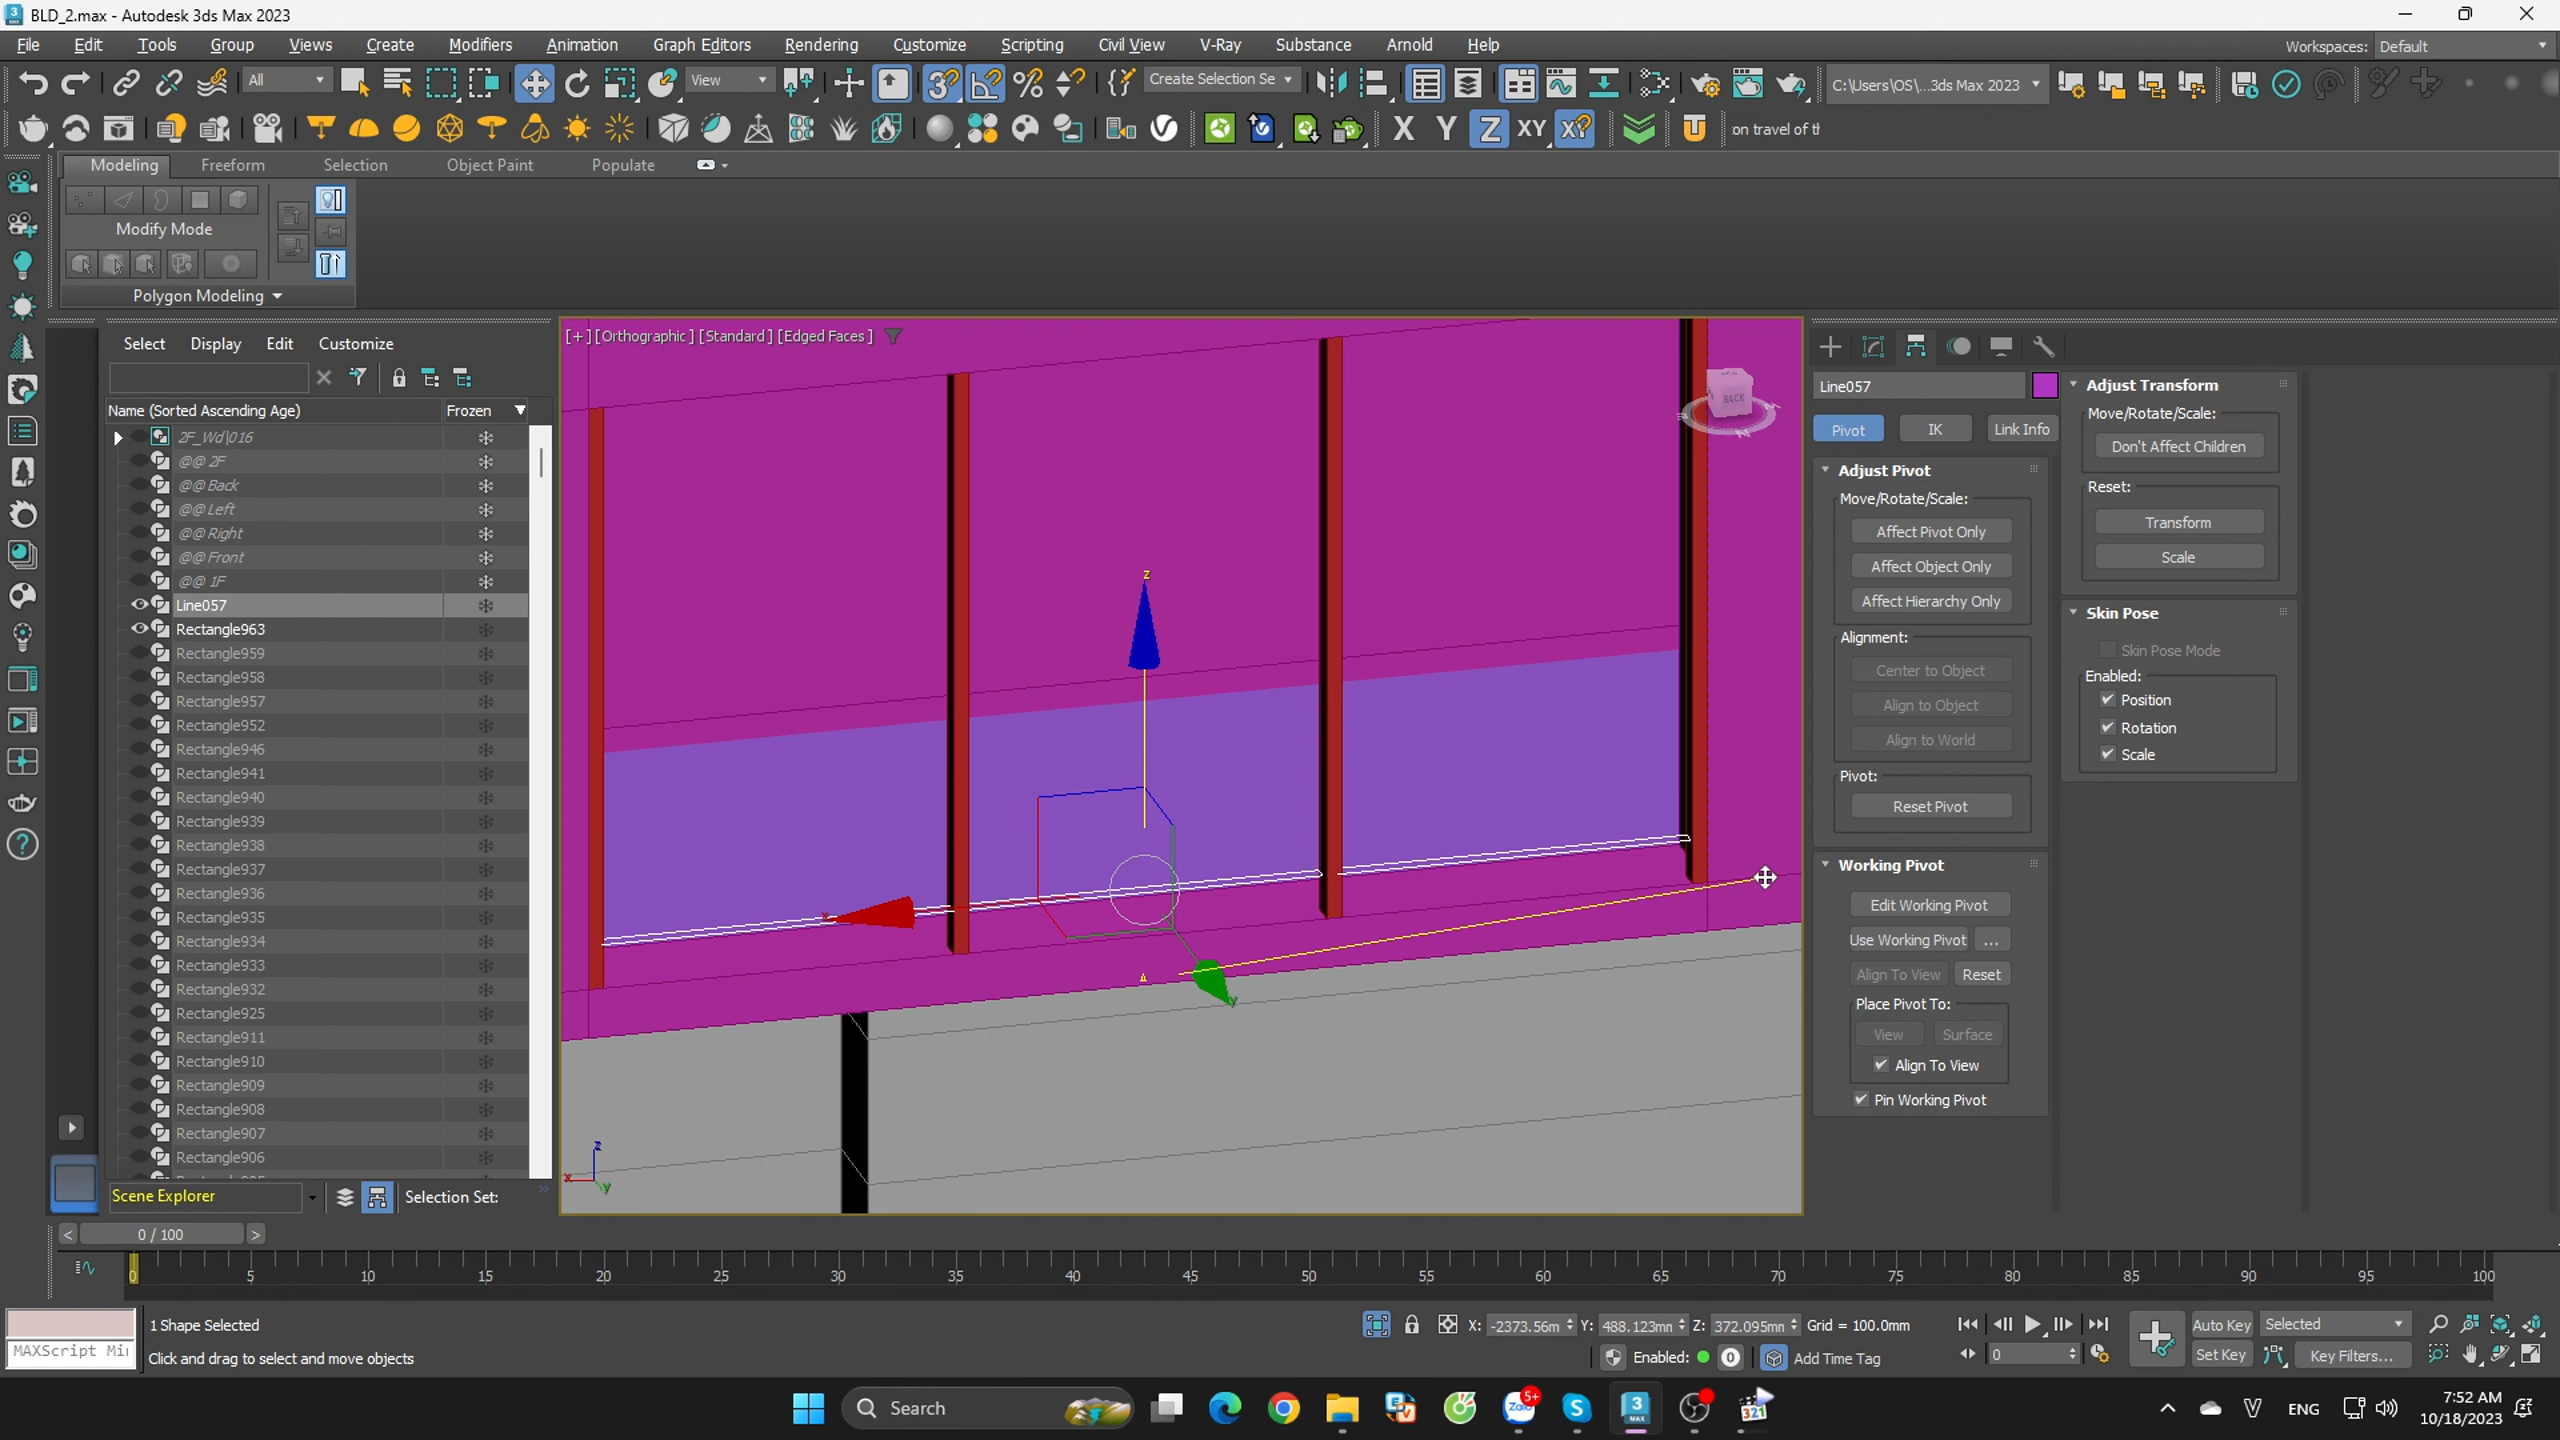 BLD_2.max - Autodesk 3ds Max 2023
File Edit Tools Group Views Create Modifiers Animation Graph Editors Rendering Customize Scripting Civil View V-Ray Substance Arnold Help
Workspaces: Default
All
View
Create Selection Se
C:\Users\OS\...3ds Max 2023
X Y Z XY
on travel of tl
Modeling Freeform Selection Object Paint Populate
Modify Mode
Polygon Modeling
Select Display Edit Customize
Name (Sorted Ascending Age) Frozen
2F_Wd|016
@@ 2F
@@ Back
@@ Left
@@ Right
@@ Front
@@ 1F
Line057
Rectangle963
Rectangle959
Rectangle958
Rectangle957
Rectangle952
Rectangle946
Rectangle941
Rectangle940
Rectangle939
Rectangle938
Rectangle937
Rectangle936
Rectangle935
Rectangle934
Rectangle933
Rectangle932
Rectangle925
Rectangle911
Rectangle910
Rectangle909
Rectangle908
Rectangle907
Rectangle906
Scene Explorer
Selection Set:
[+] [Orthographic] [Standard] [Edged Faces]
BACK
z
x
y
z
x
y
Line057
Pivot IK Link Info
Adjust Pivot
Move/Rotate/Scale:
Affect Pivot Only
Affect Object Only
Affect Hierarchy Only
Alignment:
Center to Object
Align to Object
Align to World
Pivot:
Reset Pivot
Working Pivot
Edit Working Pivot
Use Working Pivot ...
Align To View Reset
Place Pivot To:
View Surface
Align To View
Pin Working Pivot
Adjust Transform
Move/Rotate/Scale:
Don't Affect Children
Reset:
Transform
Scale
Skin Pose
Skin Pose Mode
Enabled:
Position
Rotation
Scale
< 0 / 100 >
0 5 10 15 20 25 30 35 40 45 50 55 60 65 70 75 80 85 90 95 100
MAXScript Mi
1 Shape Selected
Click and drag to select and move objects
X: -2373.56m Y: 488.123mn Z: 372.095mn Grid = 100.0mm
Enabled: 0 Add Time Tag
0
Auto Key Selected
Set Key Key Filters...
Search
5+
Zalo
3
MAX
321
ENG
7:52 AM
10/18/2023